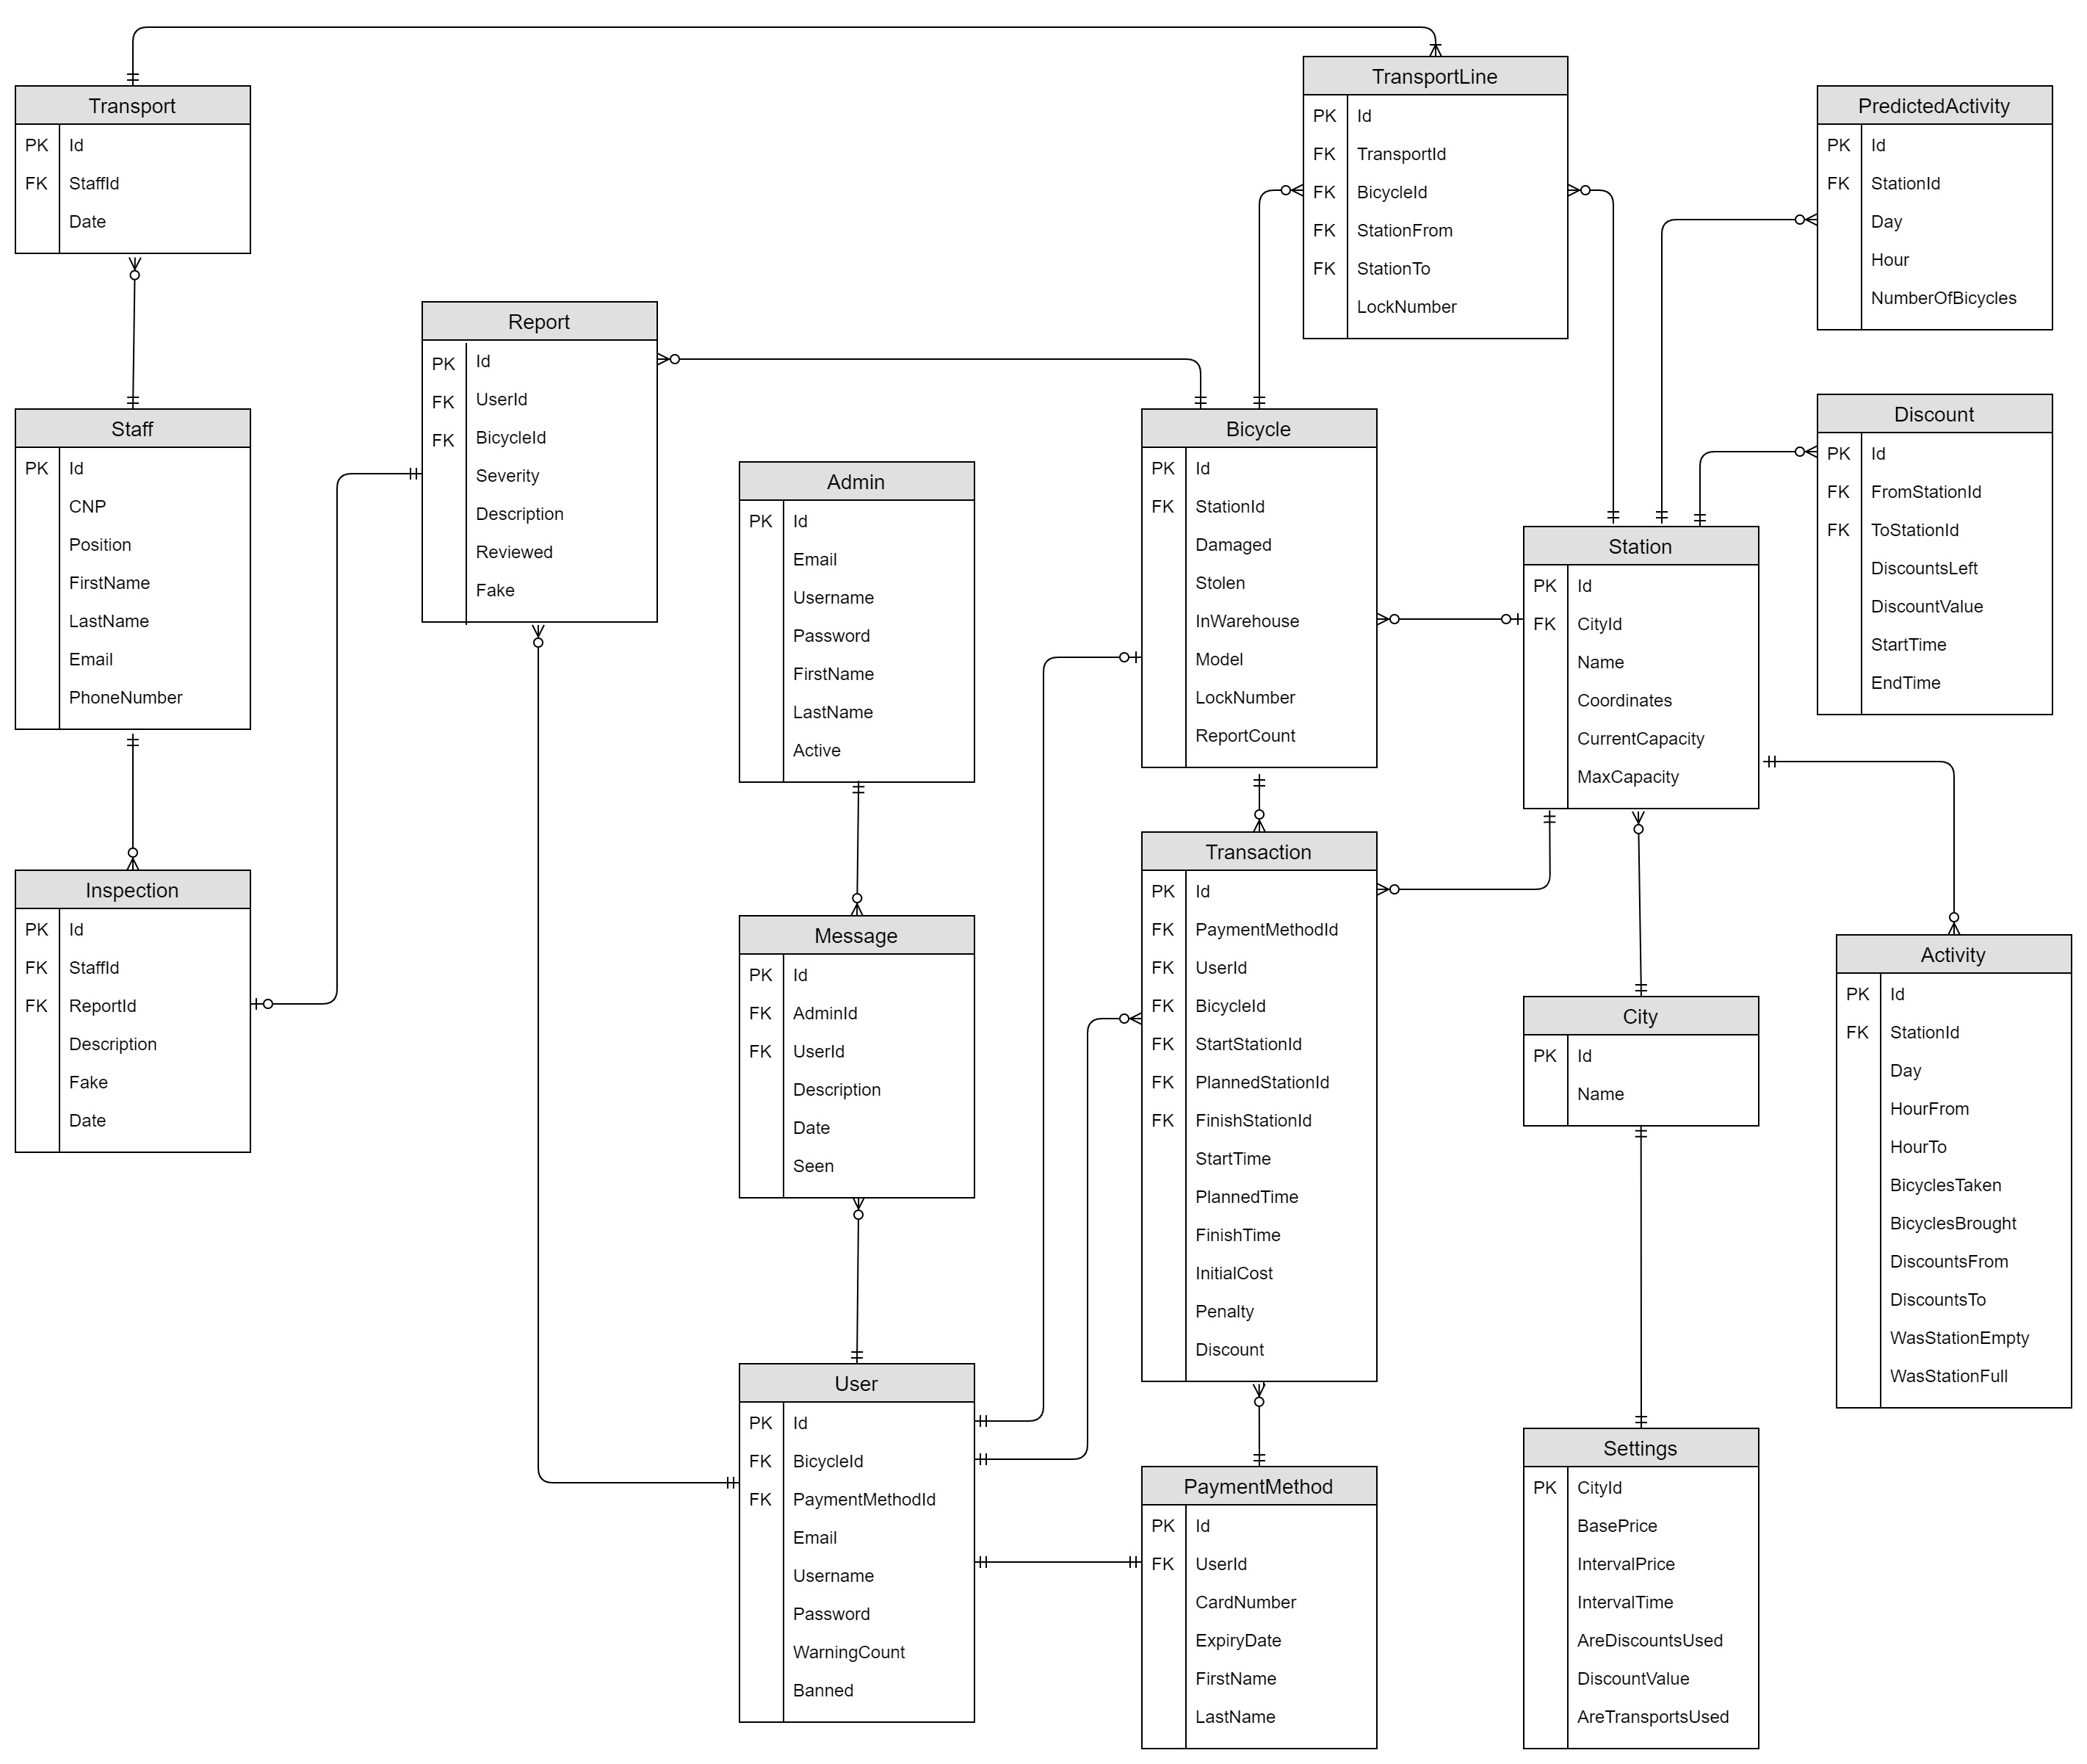 Transport
PK Id
FK StaffId
Date
TransportLine
PK Id
FK TransportId
FK BicycleId
FK StationFrom
FK StationTo
LockNumber
PredictedActivity
PK Id
FK StationId
Day
Hour
NumberOfBicycles
Report
PK Id
FK UserId
FK BicycleId
Severity
Description
Reviewed
Fake
Staff
PK Id
CNP
Position
FirstName
LastName
Email
PhoneNumber
Admin
PK Id
Email
Username
Password
FirstName
LastName
Active
Bicycle
PK Id
FK StationId
Damaged
Stolen
InWarehouse
Model
LockNumber
ReportCount
Station
PK Id
FK CityId
Name
Coordinates
CurrentCapacity
MaxCapacity
Discount
PK Id
FK FromStationId
FK ToStationId
DiscountsLeft
DiscountValue
StartTime
EndTime
Inspection
PK Id
FK StaffId
FK ReportId
Description
Fake
Date
Message
PK Id
FK AdminId
FK UserId
Description
Date
Seen
Transaction
PK Id
FK PaymentMethodId
FK UserId
FK BicycleId
FK StartStationId
FK PlannedStationId
FK FinishStationId
StartTime
PlannedTime
FinishTime
InitialCost
Penalty
Discount
City
PK Id
Name
Activity
PK Id
FK StationId
Day
HourFrom
HourTo
BicyclesTaken
BicyclesBrought
DiscountsFrom
DiscountsTo
WasStationEmpty
WasStationFull
User
PK Id
FK BicycleId
FK PaymentMethodId
Email
Username
Password
WarningCount
Banned
PaymentMethod
PK Id
FK UserId
CardNumber
ExpiryDate
FirstName
LastName
Settings
PK CityId
BasePrice
IntervalPrice
IntervalTime
AreDiscountsUsed
DiscountValue
AreTransportsUsed